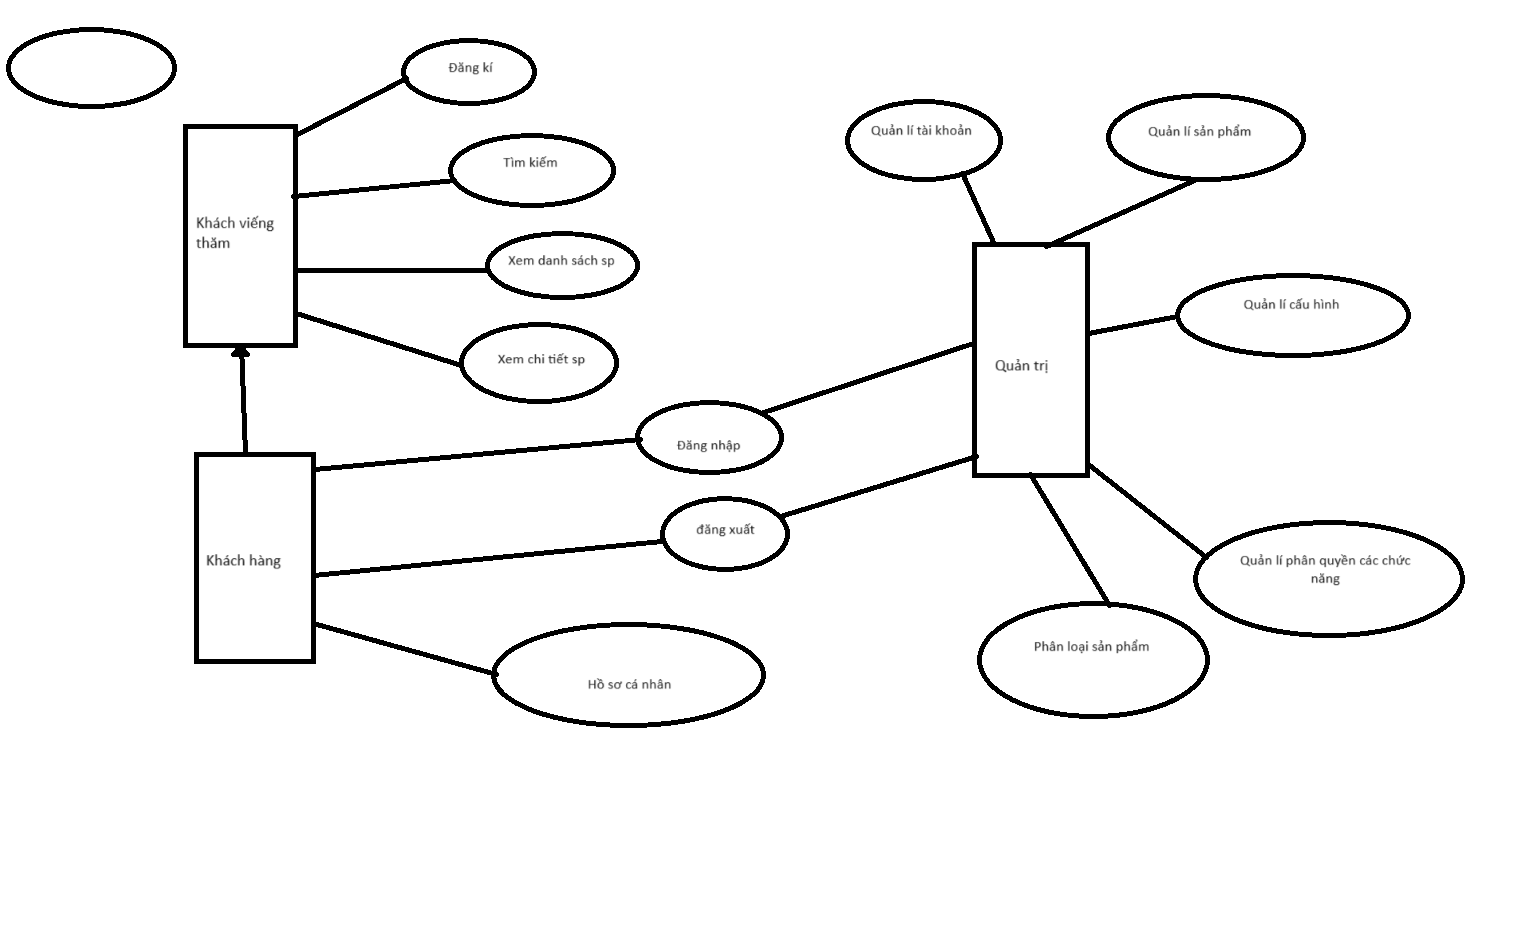 Đăng kí
Tìm kiếm
Khách viếng
thăm
Xem danh sách sp
Xem chi tiết sp
Quản lí tài khoản
Quản lí sản phẩm
Quản lí cấu hình
Quản trị
Đăng nhập
đăng xuất
Khách hàng
Hồ sơ cá nhân
Quản lí phân quyền các chức
năng
Phân loại sản phẩm